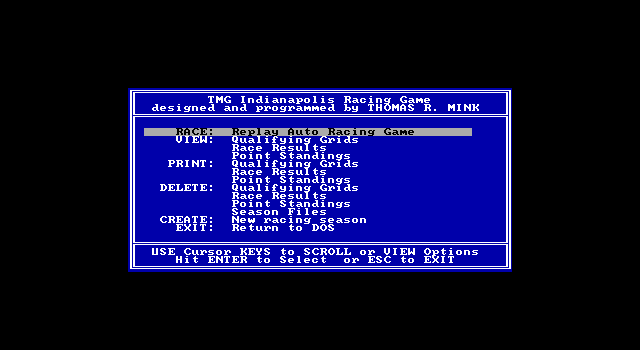 TMG Indianapolis Racing Game
designed and programmed by THOMAS R. MINK
RACE: Replay Auto Racing Game
VIEW: Qualifying Grids
Race Results
Point Standings
PRINT: Qualifying Grids
Race Results
Point Standings
DELETE: Qualifying Grids
Race Results
Point Standings
Season Files
CREATE: New racing season
EXIT: Return to DOS
USE Cursor KEYS to SCROLL or VIEW Options
Hit ENTER to Select or ESC to EXIT